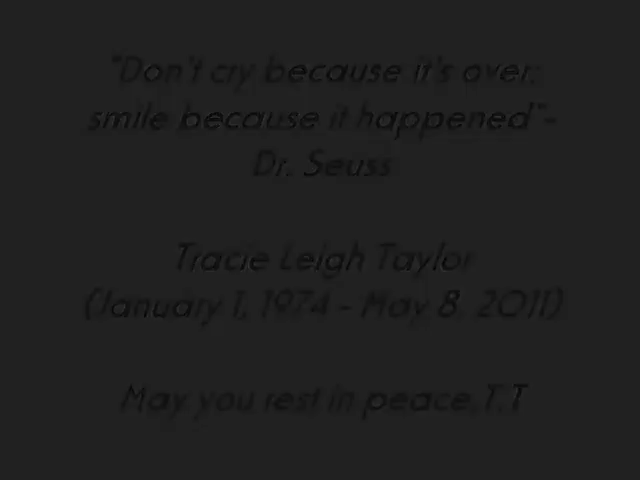 "Don't cry because it's over,
smile because it happened"-
Dr. Seuss
Tracie Leigh Taylor
(January 1, 1974 - May 8, 2011)
May you rest in peace,T.T